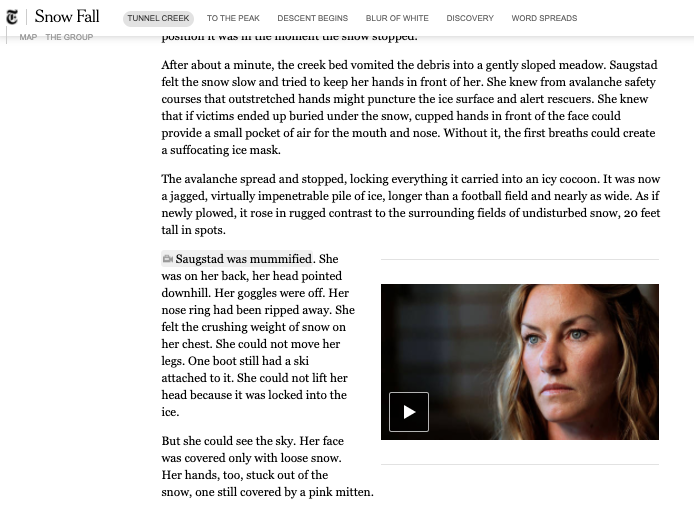 Snow Fall
TUNNEL CREEK
TO THE PEAK
DESCENT BEGINS
BLUR OF WHITE
DISCOVERY
WORD SPREADS
MAP
THE GROUP
position it was in the moment the snow stopped.
After about a minute, the creek bed vomited the debris into a gently sloped meadow. Saugstad
felt the snow slow and tried to keep her hands in front of her. She knew from avalanche safety
courses that outstretched hands might puncture the ice surface and alert rescuers. She knew
that if victims ended up buried under the snow, cupped hands in front of the face could
provide a small pocket of air for the mouth and nose. Without it, the first breaths could create
a suffocating ice mask.
The avalanche spread and stopped, locking everything it carried into an icy cocoon. It was now
a jagged, virtually impenetrable pile of ice, longer than a football field and nearly as wide. As if
newly plowed, it rose in rugged contrast to the surrounding fields of undisturbed snow, 20 feet
tall in spots.
Saugstad was mummified. She
was on her back, her head pointed
downhill. Her goggles were off. Her
nose ring had been ripped away. She
felt the crushing weight of snow on
her chest. She could not move her
legs. One boot still had a ski
attached to it. She could not lift her
head because it was locked into the
ice.
But she could see the sky. Her face
was covered only with loose snow.
Her hands, too, stuck out of the
snow, one still covered by a pink mitten.